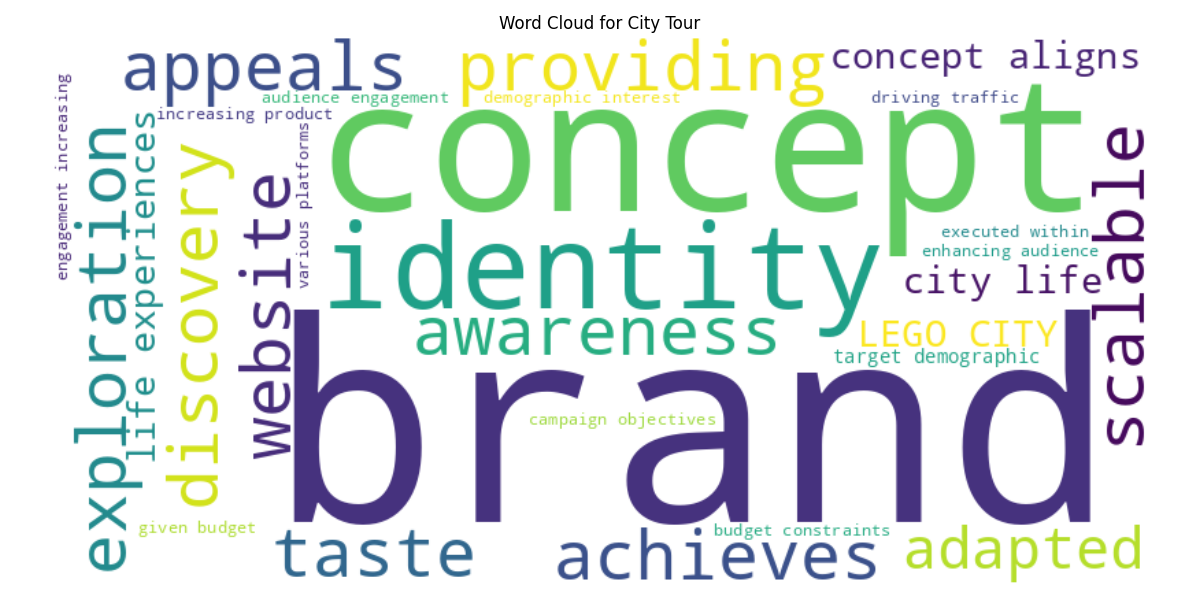 Word Cloud for City Tour
appeals
providing
concept aligns
audience engagement
demographic interest
driving traffic
increasing product
concept
engagement increasing
exploration
life experiences
discovery
website
various platforms
identity
executed within
enhancing audience
city life
scalable
awareness
LEGO CITY
target demographic
brand
campaign objectives
given budget
taste
achieves
budget constraints
adapted